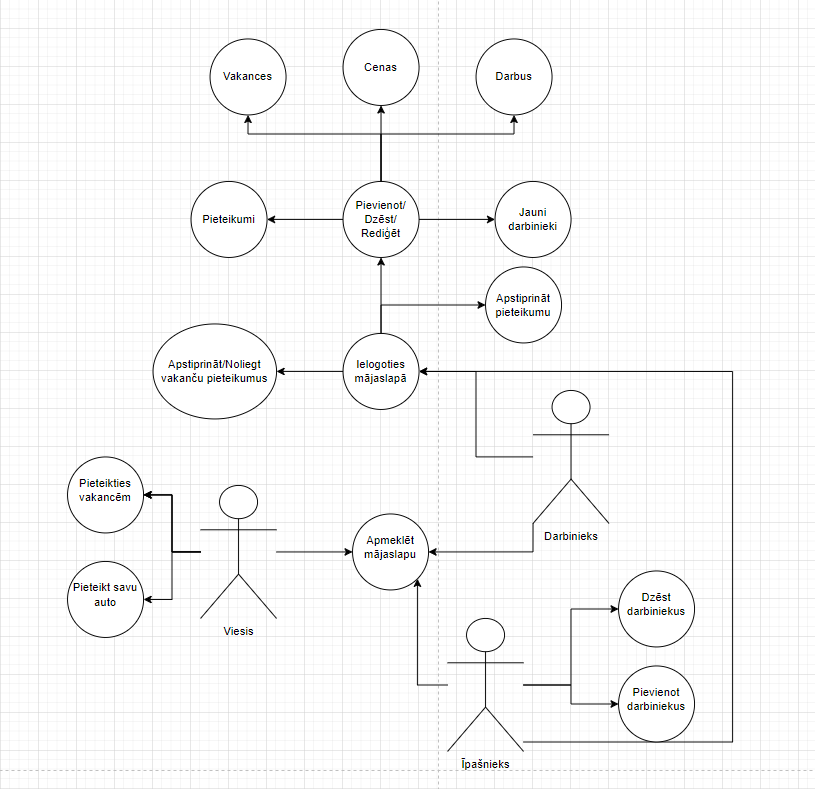 Vakances
Cenas
Darbus
Pieteikumi
Pievienot/
Dzēst/
Rediģēt
Jauni
darbinieki
Apstiprināt
pieteikumu
Apstiprināt/Noliegt
vakanču pieteikumus
Ielogoties
mājaslapā
Pieteikties
vakancēm
Apmeklēt
mājaslapu
Darbinieks
Pieteikt savu
auto
Viesis
Dzēst
darbiniekus
Pievienot
darbiniekus
Īpašnieks